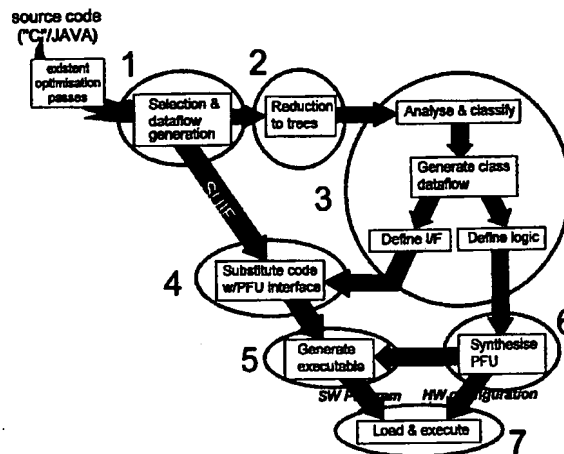 source code
("C"/JAVA)
existent
optimisation
passes
1
Selection &
dataflow
generation
2
Reduction
to trees
Analyse & classify
Generate class
dataflow
3
Define I/F
Define logic
SUIF
4
Substitute code
w/PFU interface
5
Generate
executable
6
Synthesise
PFU
SW Program
HW configuration
Load & execute
7